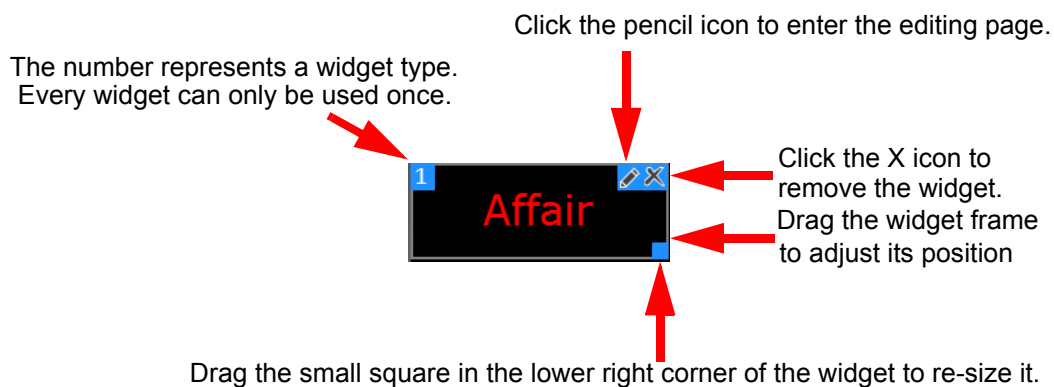 Click the pencil icon to enter the editing page.
The number represents a widget type.
Every widget can only be used once.
1
Affair
Click the X icon to
remove the widget.
Drag the widget frame
to adjust its position
Drag the small square in the lower right corner of the widget to re-size it.